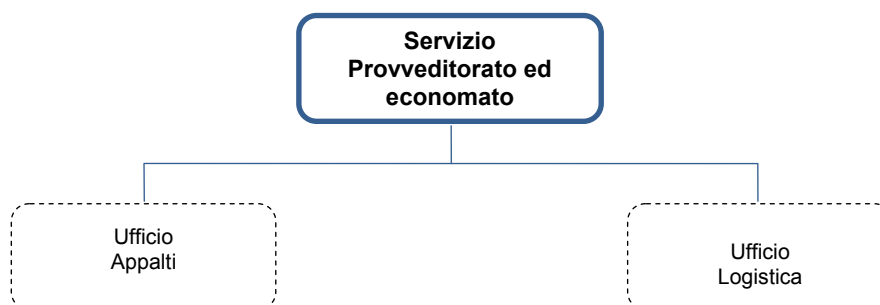 Servizio
Provveditorato ed
economato
Ufficio
Appalti
Ufficio
Logistica